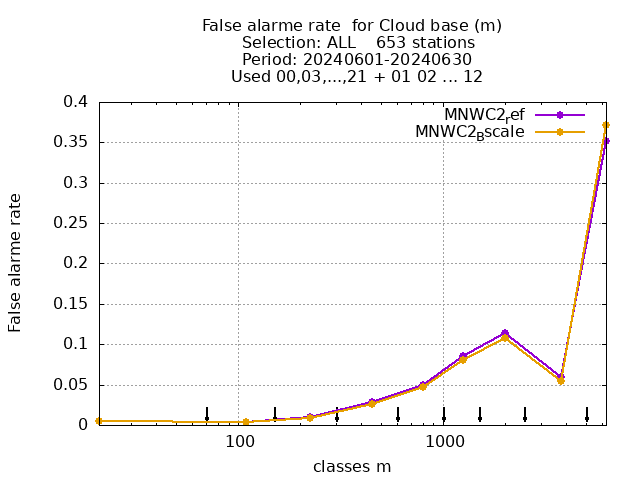 False alarme rate  for Cloud base (m)
Selection: ALL    653 stations
Period: 20240601-20240630
Used 00,03,...,21 + 01 02 ... 12
MNWC2ref
MNWC2Bscale
0.4
0.35
0.3
0.25
0.2
0.15
0.1
0.05
0
False alarme rate
100
1000
classes m